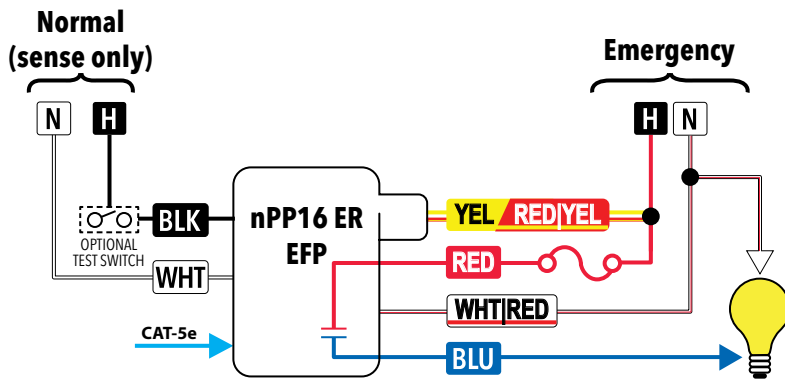 Normal
(sense only)
Emergency
N
H
H
N
BLK
nPP16 ER
EFP
YEL
RED|YEL
OPTIONAL
TEST SWITCH
RED
WHT
WHT|RED
CAT-5e
BLU